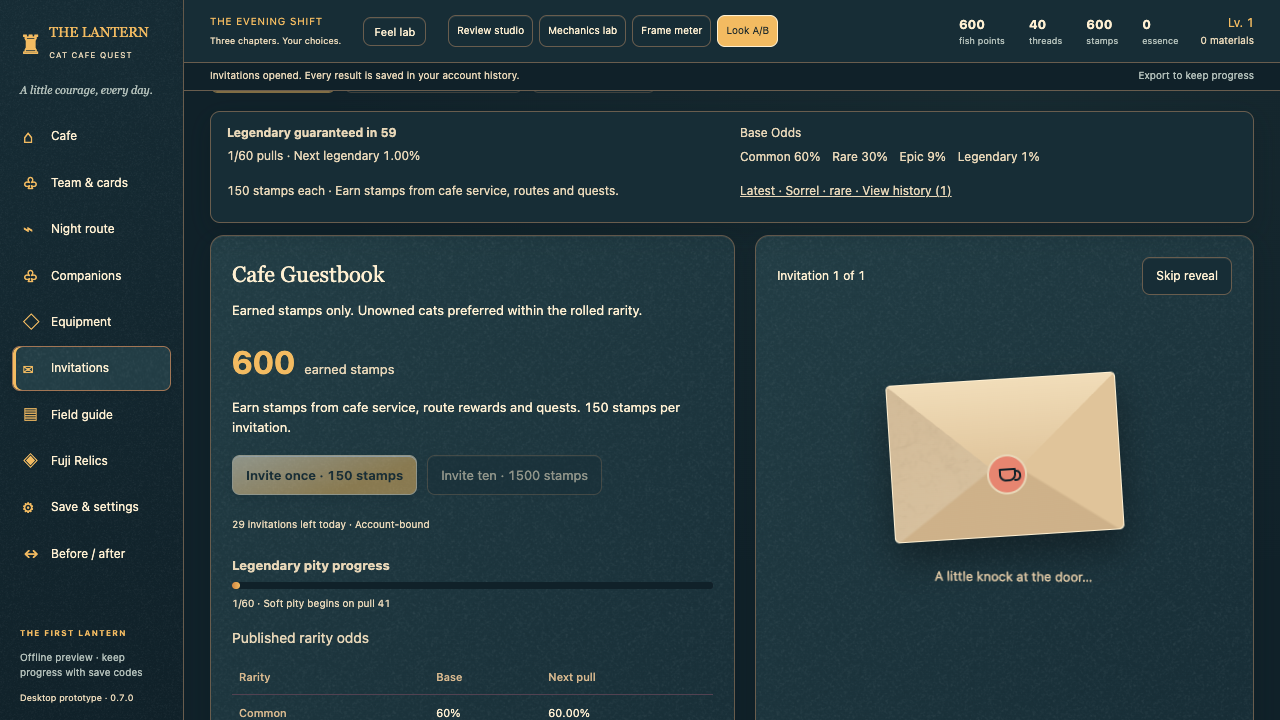 THE LANTERN
CAT CAFE QUEST
A little courage, every day.
Cafe
Team & cards
Night route
Companions
Equipment
Invitations
Field guide
Fuji Relics
Save & settings
Before / after
THE FIRST LANTERN
Offline preview · keep
progress with save codes
Desktop prototype · 0.7.0
THE EVENING SHIFT
Three chapters. Your choices.
Feel lab
Review studio
Mechanics lab
Frame meter
Look A/B
600
fish points
40
threads
600
stamps
0
essence
Lv. 1
0 materials
Invitations opened. Every result is saved in your account history.
Export to keep progress
Legendary guaranteed in 59
1/60 pulls · Next legendary 1.00%
150 stamps each · Earn stamps from cafe service, routes and quests.
Base Odds
Common 60% Rare 30% Epic 9% Legendary 1%
Latest · Sorrel · rare · View history (1)
Cafe Guestbook
Earned stamps only. Unowned cats preferred within the rolled rarity.
600 earned stamps
Earn stamps from cafe service, route rewards and quests. 150 stamps per
invitation.
Invite once · 150 stamps
Invite ten · 1500 stamps
29 invitations left today · Account-bound
Legendary pity progress
1/60 · Soft pity begins on pull 41
Published rarity odds
Rarity Base Next pull
Common 60% 60.00%
Invitation 1 of 1
Skip reveal
A little knock at the door...